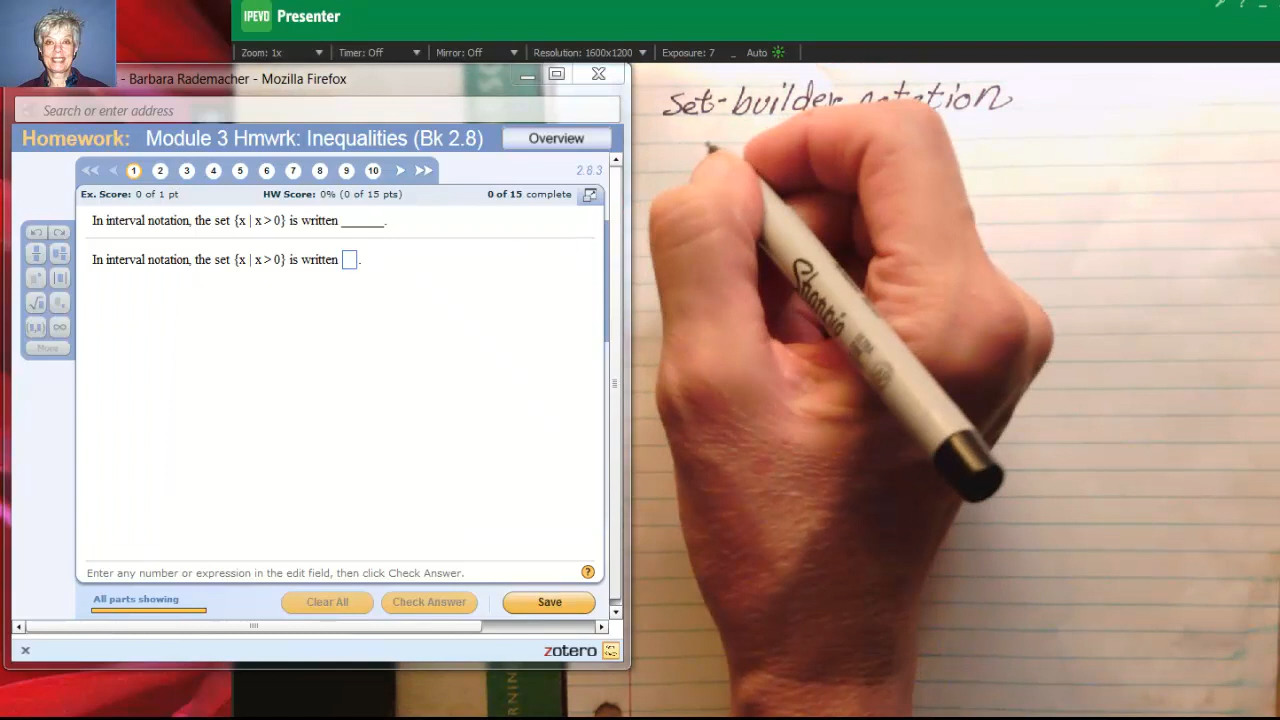 IPEVO Presenter
Zoom: 1x Timer: Off Mirror: Off Resolution: 1600x1200 Exposure: 7 Auto
- Barbara Rademacher - Mozilla Firefox
Search or enter address
Homework: Module 3 Hmwrk: Inequalities (Bk 2.8) Overview
1 2 3 4 5 6 7 8 9 10 2.8.3
Ex. Score: 0 of 1 pt HW Score: 0% (0 of 15 pts) 0 of 15 complete
In interval notation, the set {x | x > 0} is written ______.
In interval notation, the set {x | x > 0} is written .
More
Enter any number or expression in the edit field, then click Check Answer.
All parts showing Clear All Check Answer Save
zotero
set-builder notation
Sharpie